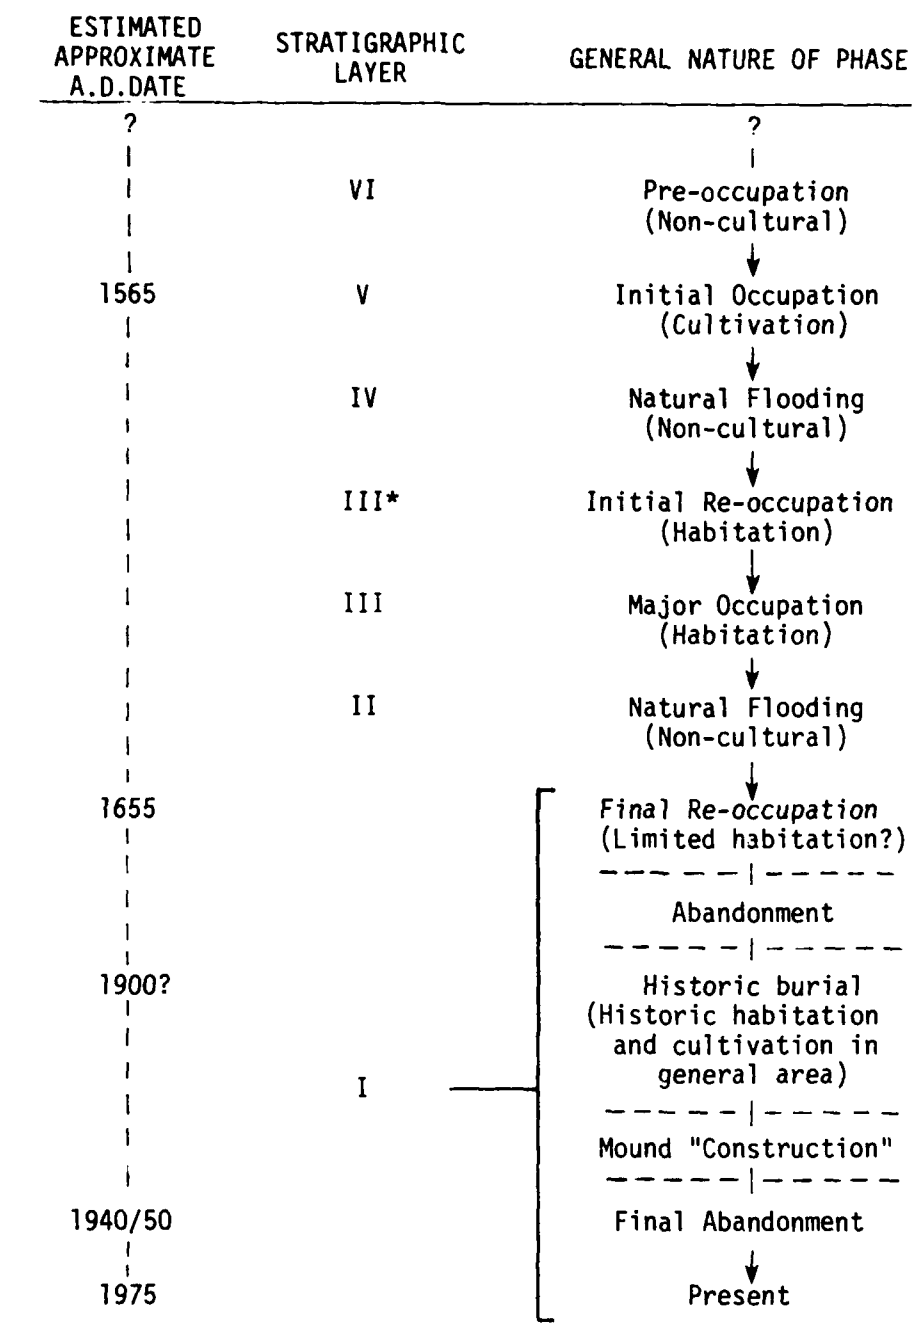 ESTIMATED
APPROXIMATE
A.D.DATE
STRATIGRAPHIC
LAYER
GENERAL NATURE OF PHASE
? ?
VI Pre-occupation
(Non-cultural)
1565 V Initial Occupation
(Cultivation)
IV Natural Flooding
(Non-cultural)
III* Initial Re-occupation
(Habitation)
III Major Occupation
(Habitation)
II Natural Flooding
(Non-cultural)
1655 Final Re-occupation
(Limited habitation?)
Abandonment
1900? Historic burial
(Historic habitation
and cultivation in
general area)
I
Mound "Construction"
1940/50 Final Abandonment
1975 Present